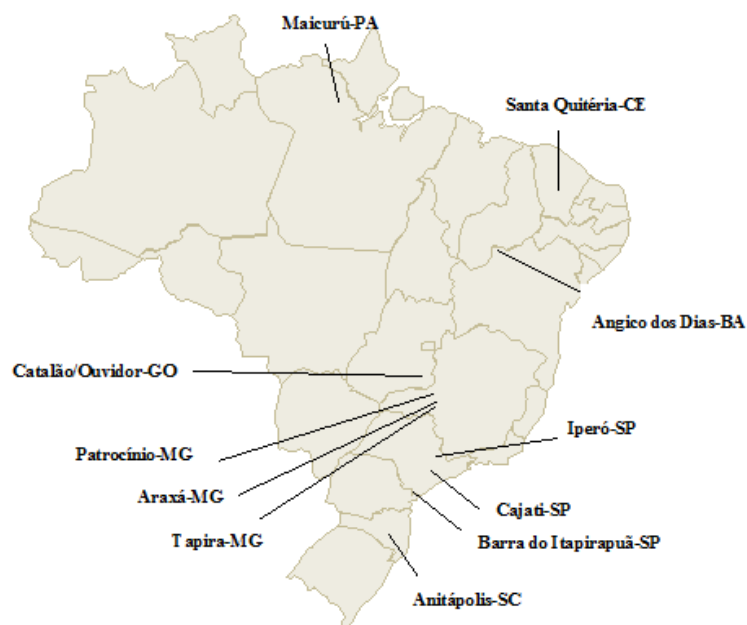 Maicurú-PA
Santa Quitéria-CE
Angico dos Dias-BA
Catalão/Ouvidor-GO
Iperó-SP
Patrocínio-MG
Araxá-MG
Cajati-SP
Tapira-MG
Barra do Itapirapuã-SP
Anitápolis-SC